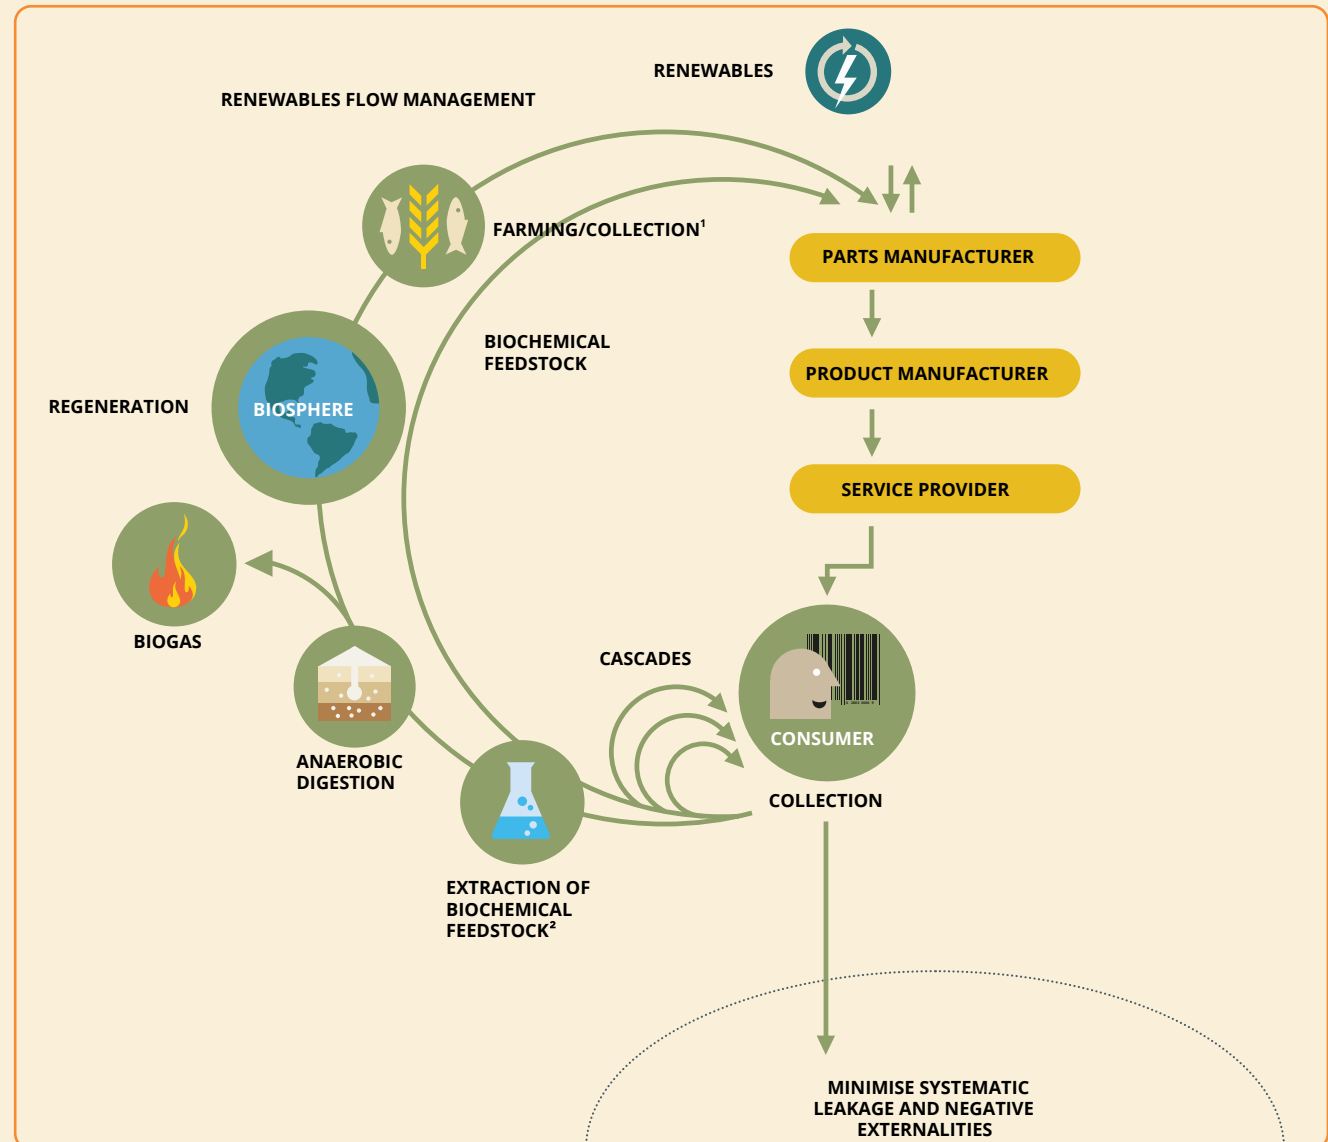 RENEWABLES
RENEWABLES FLOW MANAGEMENT
FARMING/COLLECTION¹
PARTS MANUFACTURER
BIOCHEMICAL
FEEDSTOCK
PRODUCT MANUFACTURER
REGENERATION
BIOSPHERE
SERVICE PROVIDER
BIOGAS
CASCADES
CONSUMER
ANAEROBIC
DIGESTION
COLLECTION
EXTRACTION OF
BIOCHEMICAL
FEEDSTOCK²
MINIMISE SYSTEMATIC
LEAKAGE AND NEGATIVE
EXTERNALITIES